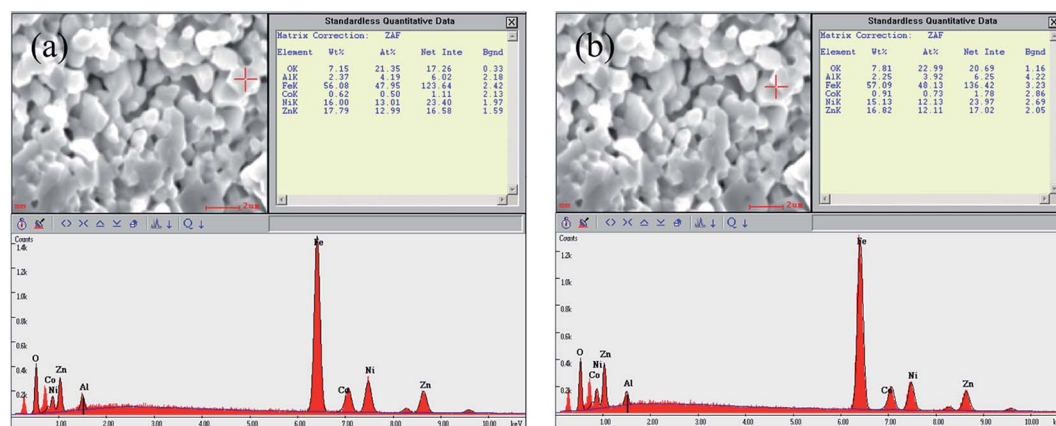 (a)
Standardless Quantitative Data
Matrix Correction: ZAF
Element Wt% At% Net Inte Bgnd
OK 7.15 21.35 17.26 0.33
AlK 2.37 4.19 6.02 2.18
FeK 56.08 47.95 123.64 2.42
CoK 0.62 0.50 1.11 2.13
NiK 16.00 13.01 23.40 1.97
ZnK 17.79 12.99 16.58 1.59
2um
Counts
1.4k
1.2k
1.0k
0.8k
0.6k
0.4k
0.2k
O
Co
Ni
Zn
Al
Fe
Co
Ni
Zn
1.00 2.00 3.00 4.00 5.00 6.00 7.00 8.00 9.00 10.00 keV
(b)
Standardless Quantitative Data
Matrix Correction: ZAF
Element Wt% At% Net Inte Bgnd
OK 7.81 22.99 20.69 1.16
AlK 2.25 3.92 6.25 4.22
FeK 57.09 48.13 136.42 3.23
CoK 0.91 0.73 1.78 2.86
NiK 15.13 12.13 23.97 2.69
ZnK 16.82 12.11 17.02 2.05
2um
Counts
1.2k
1.0k
0.8k
0.6k
0.4k
0.2k
O
Co
Ni
Zn
Al
Fe
Co
Ni
Zn
1.00 2.00 3.00 4.00 5.00 6.00 7.00 8.00 9.00 10.00